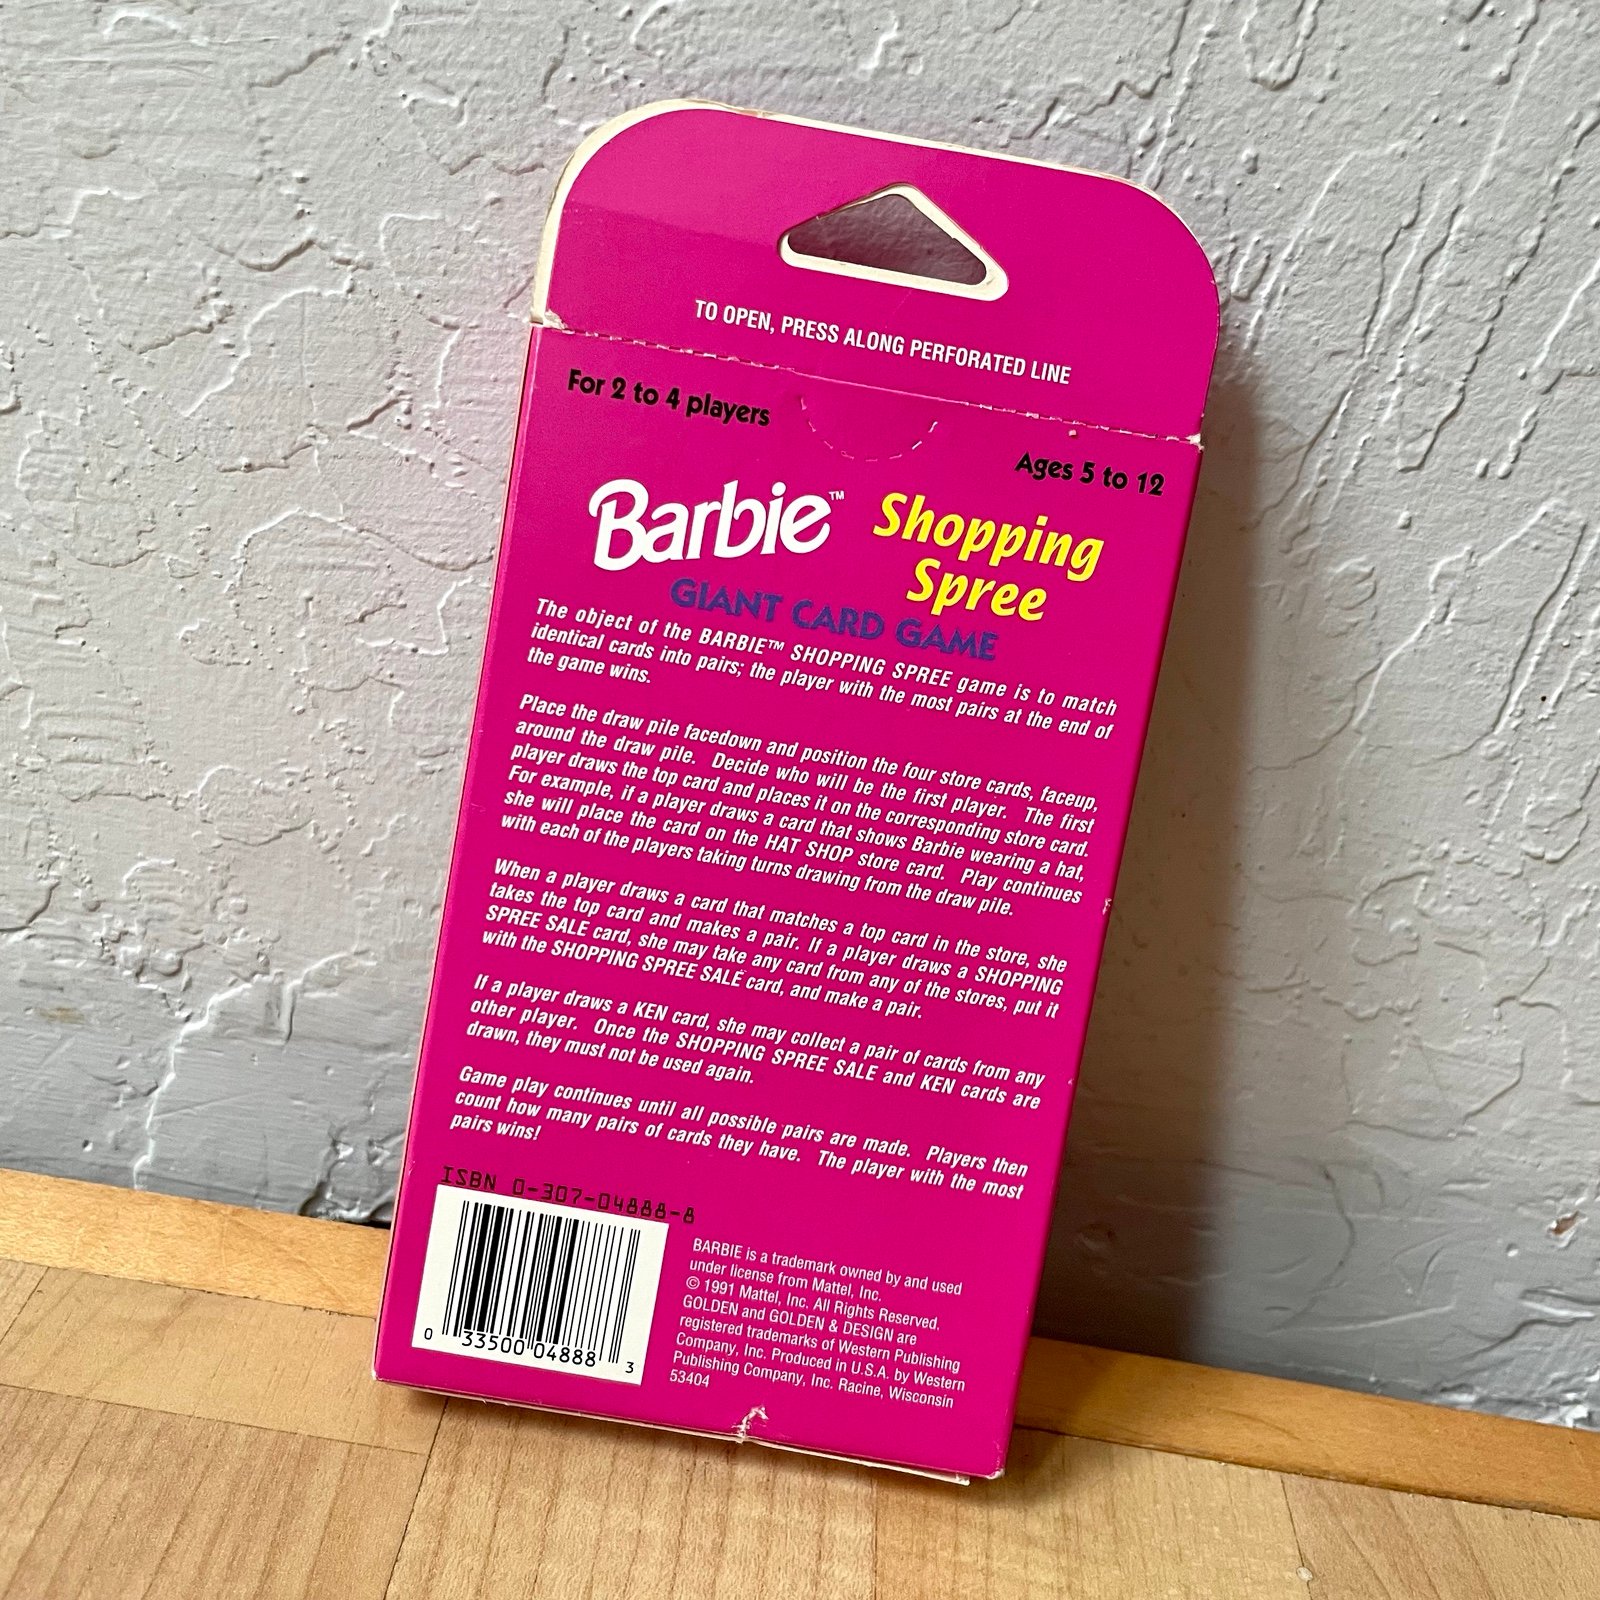 TO OPEN, PRESS ALONG PERFORATED LINE
For 2 to 4 players
Ages 5 to 12
Barbie™ Shopping
Spree
GIANT CARD GAME
The object of the BARBIE™ SHOPPING SPREE game is to match
identical cards into pairs; the player with the most pairs at the end of
the game wins.
Place the draw pile facedown and position the four store cards, faceup,
around the draw pile. Decide who will be the first player. The first
player draws the top card and places it on the corresponding store card.
For example, if a player draws a card that shows Barbie wearing a hat,
she will place the card on the HAT SHOP store card. Play continues
with each of the players taking turns drawing from the draw pile.
When a player draws a card that matches a top card in the store, she
takes the top card and makes a pair. If a player draws a SHOPPING
SPREE SALE card, she may take any card from any of the stores, put it
with the SHOPPING SPREE SALE card, and make a pair.
If a player draws a KEN card, she may collect a pair of cards from any
other player. Once the SHOPPING SPREE SALE and KEN cards are
drawn, they must not be used again.
Game play continues until all possible pairs are made. Players then
count how many pairs of cards they have. The player with the most
pairs wins!
ISBN 0-307-04888-8
0 33500 04888 3
BARBIE is a trademark owned by and used
under license from Mattel, Inc.
© 1991 Mattel, Inc. All Rights Reserved.
GOLDEN and GOLDEN & DESIGN are
registered trademarks of Western Publishing
Company, Inc. Produced in U.S.A. by Western
Publishing Company, Inc. Racine, Wisconsin
53404